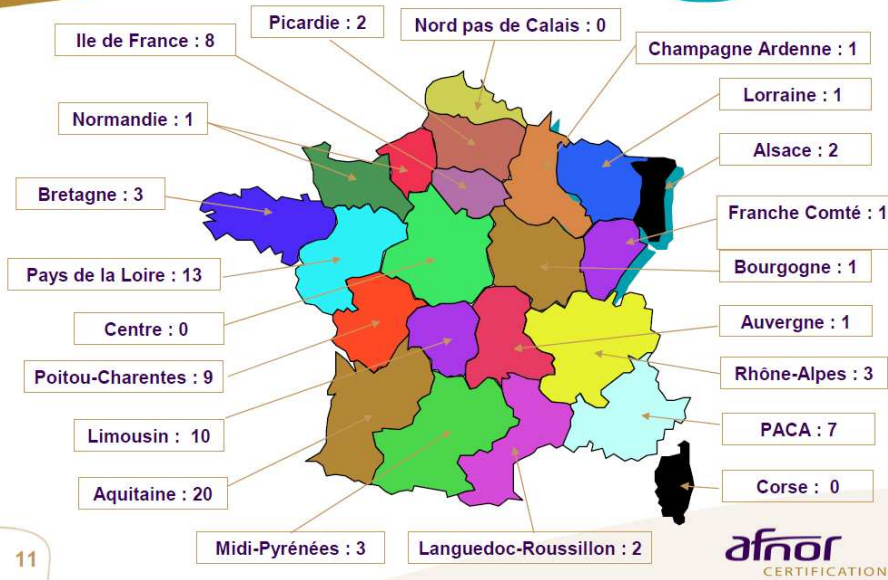 Picardie : 2
Nord pas de Calais : 0
Ile de France : 8
Champagne Ardenne : 1
Lorraine : 1
Normandie : 1
Alsace : 2
Bretagne : 3
Franche Comté : 1
Pays de la Loire : 13
Bourgogne : 1
Centre : 0
Auvergne : 1
Poitou-Charentes : 9
Rhône-Alpes : 3
Limousin : 10
PACA : 7
Aquitaine : 20
Corse : 0
Midi-Pyrénées : 3
Languedoc-Roussillon : 2
11
afnor
CERTIFICATION